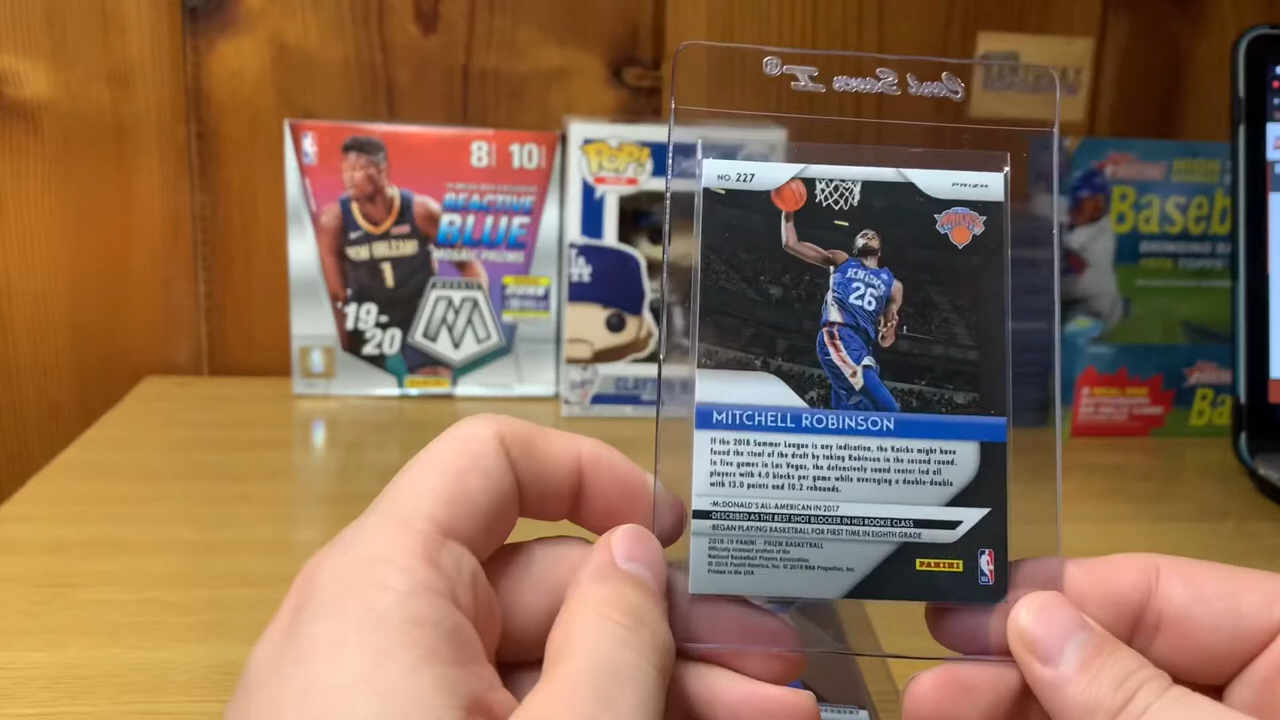 Card Saver I®
NO. 227
PRIZM
KNICKS
KNICKS
26
MITCHELL ROBINSON
If the 2018 Summer League is any indication, the Knicks might have
found the steal of the draft by taking Robinson in the second round.
In five games in Las Vegas, the defensively sound center led all
players with 4.0 blocks per game while averaging a double-double
with 13.0 points and 10.2 rebounds.
•McDONALD'S ALL-AMERICAN IN 2017
•DESCRIBED AS THE BEST SHOT BLOCKER IN HIS ROOKIE CLASS
•BEGAN PLAYING BASKETBALL FOR FIRST TIME IN EIGHTH GRADE
2018-19 PANINI – PRIZM BASKETBALL
Officially licensed product of the
National Basketball Players Association
© 2018 Panini America, Inc. © 2018 NBA Properties, Inc.
Printed in the USA.
PANINI
NBA
8 10
REACTIVE
BLUE
MOSAIC PRIZMS
NEW ORLEANS
1
19-
20
MOSAIC
M
PANINI
POP!
LA
CLAYTON
Baseb
Ba